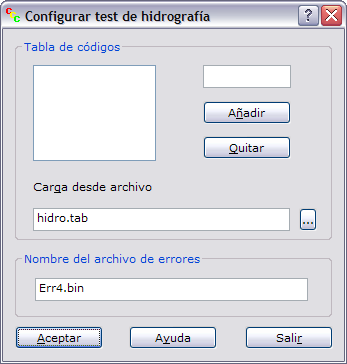 Configurar test de hidrografía
Tabla de códigos
Añadir
Quitar
Carga desde archivo
hidro.tab
...
Nombre del archivo de errores
Err4.bin
Aceptar
Ayuda
Salir